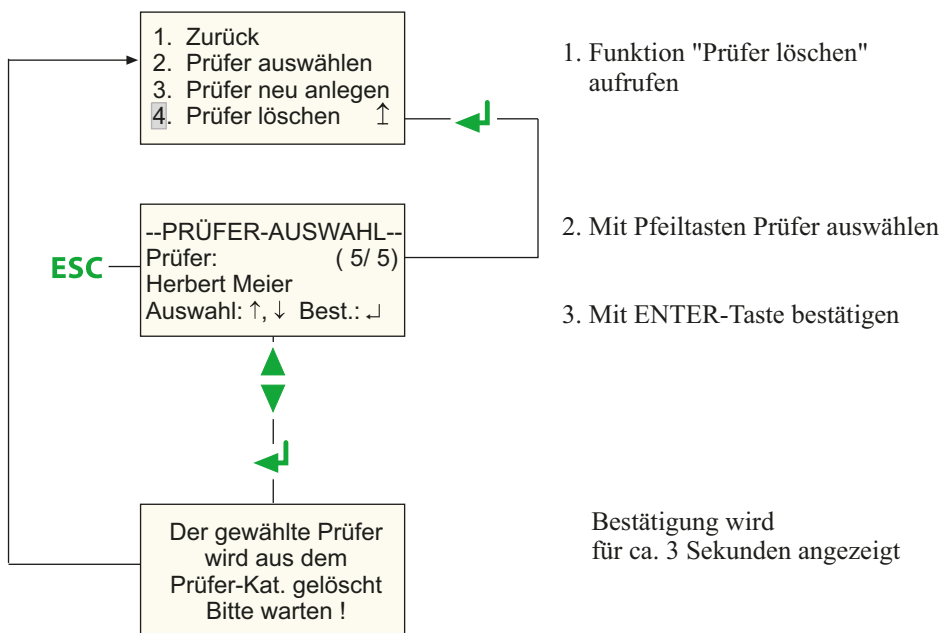 1. Zurück
2. Prüfer auswählen
3. Prüfer neu anlegen
4. Prüfer löschen ↥
1. Funktion "Prüfer löschen"
aufrufen
--PRÜFER-AUSWAHL--
Prüfer: ( 5/ 5)
Herbert Meier
Auswahl: ↑, ↓ Best.: ↵
ESC
2. Mit Pfeiltasten Prüfer auswählen
3. Mit ENTER-Taste bestätigen
Der gewählte Prüfer
wird aus dem
Prüfer-Kat. gelöscht
Bitte warten !
Bestätigung wird
für ca. 3 Sekunden angezeigt